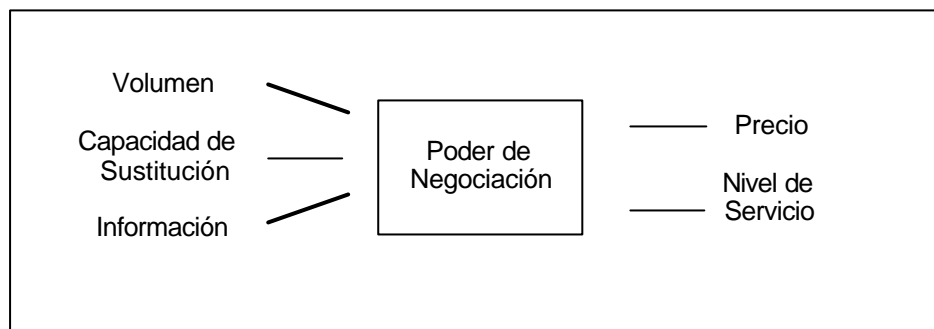 Volumen
Capacidad de
Sustitución
Información
Poder de
Negociación
Precio
Nivel de
Servicio